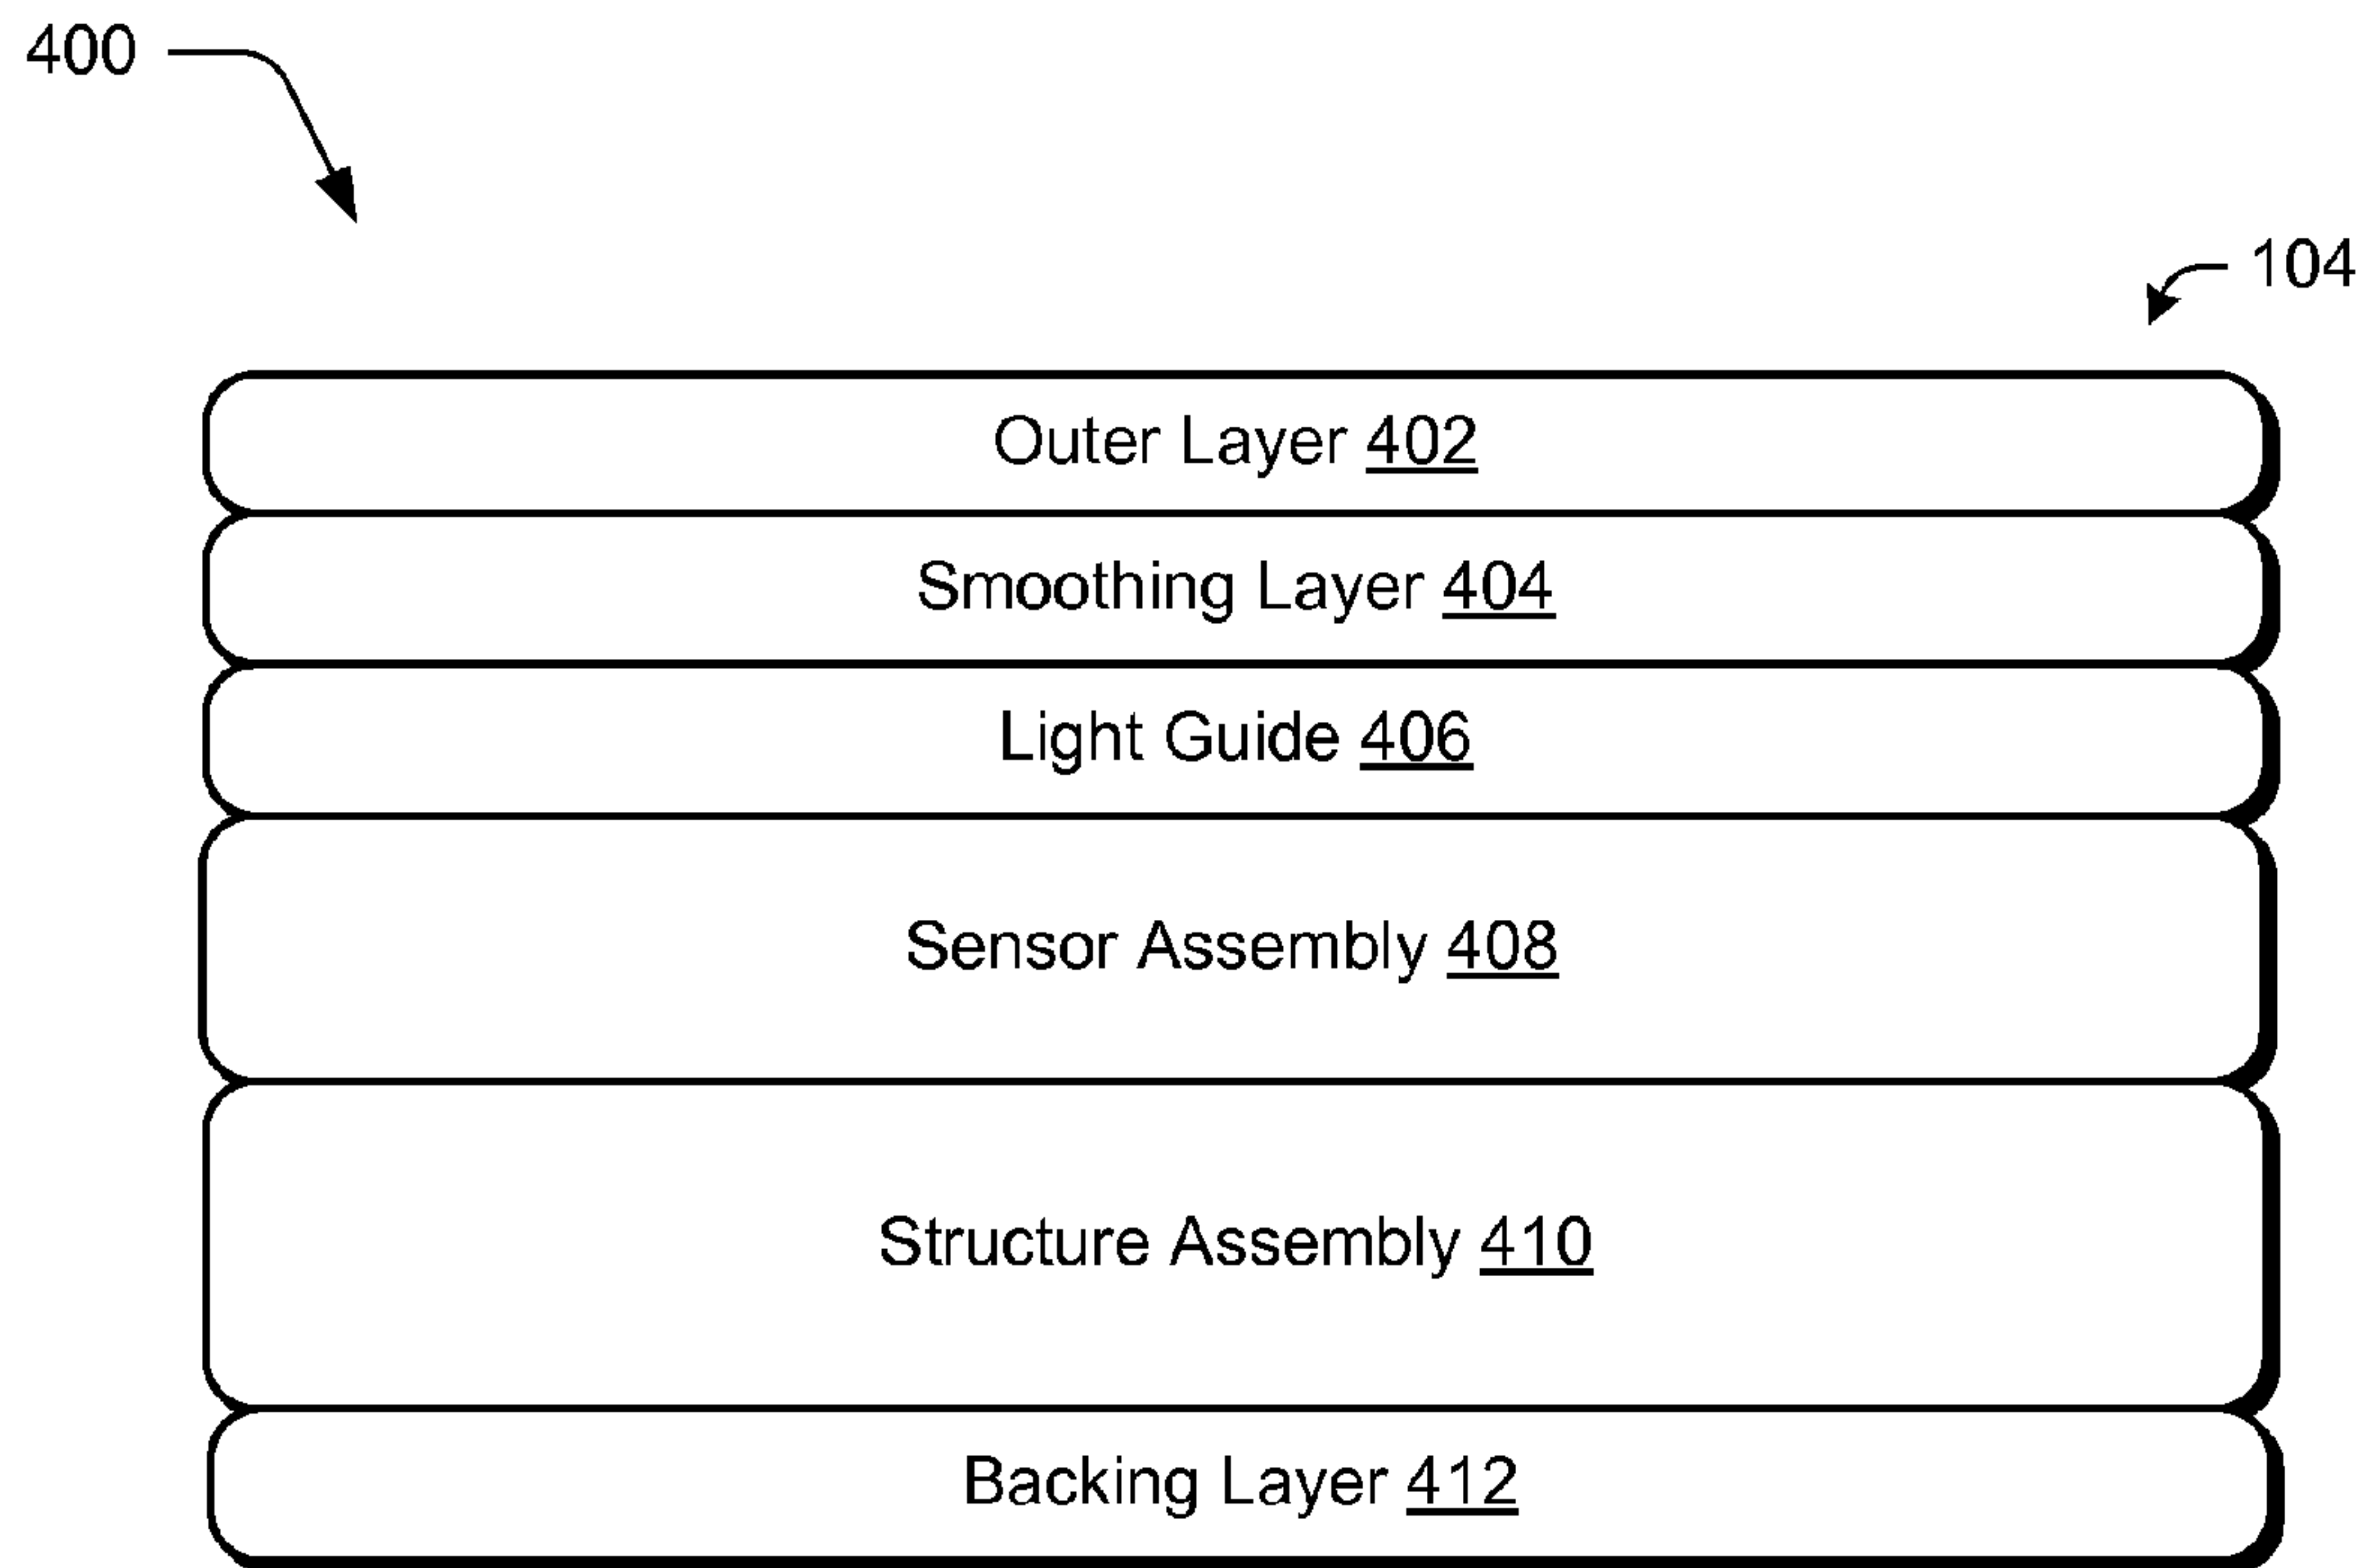 400
104
Outer Layer 402
Smoothing Layer 404
Light Guide 406
Sensor Assembly 408
Structure Assembly 410
Backing Layer 412